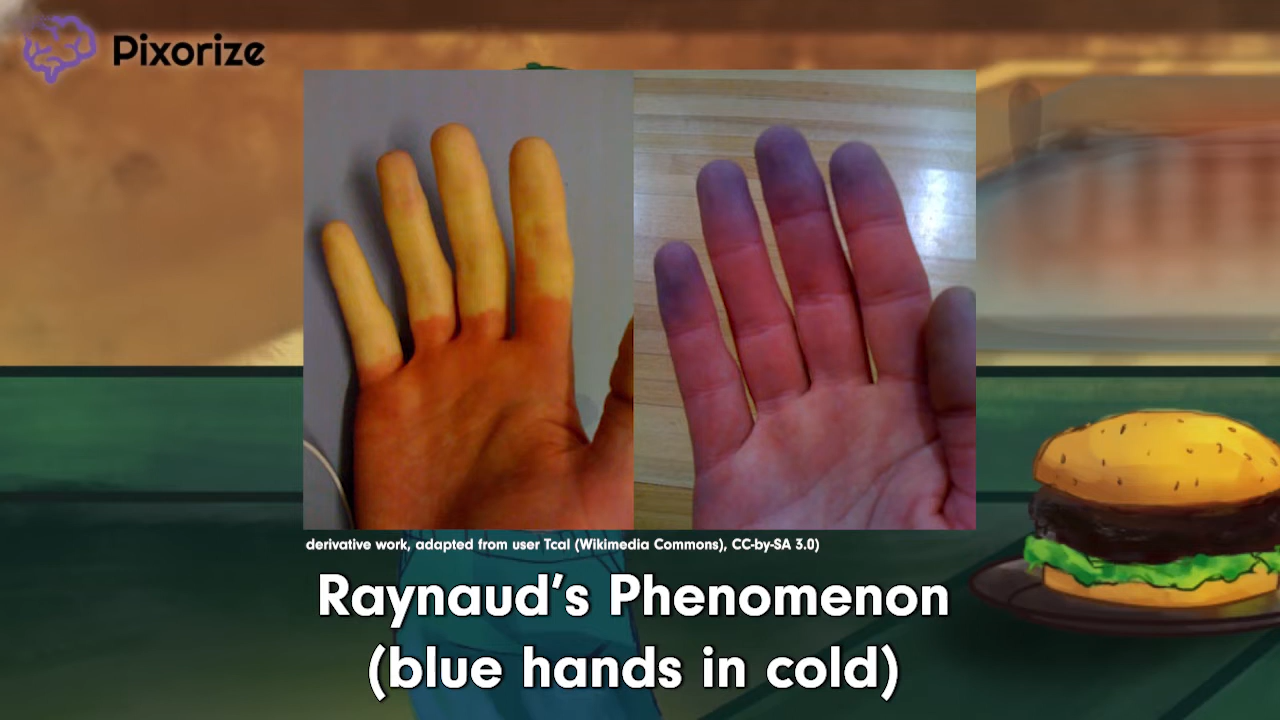 Pixorize
derivative work, adapted from user Tcal (Wikimedia Commons), CC-by-SA 3.0)
Raynaud's Phenomenon
(blue hands in cold)